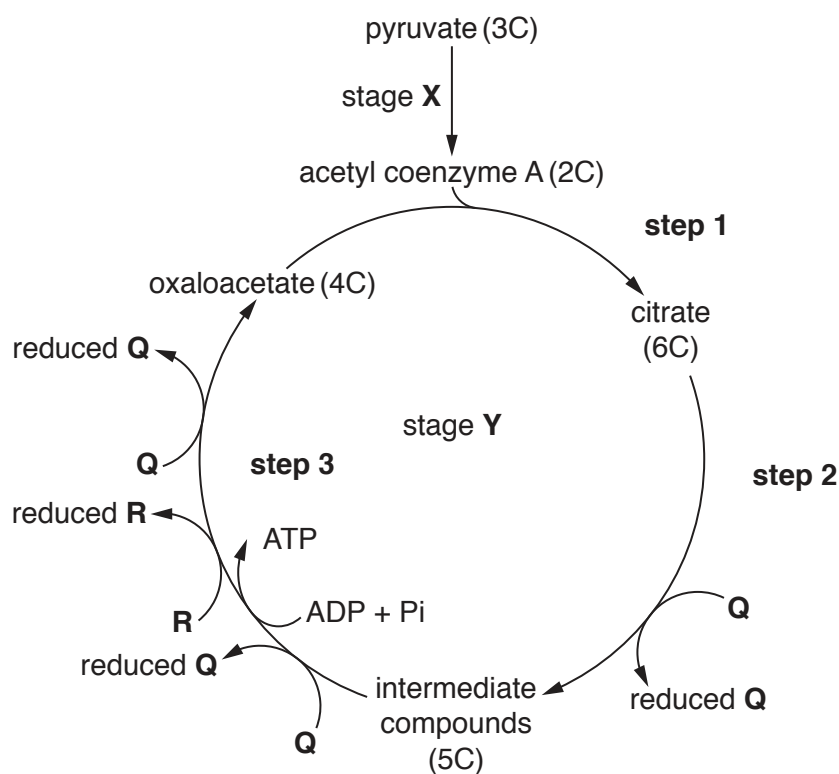 pyruvate (3C)
stage X
acetyl coenzyme A (2C)
step 1
oxaloacetate (4C)
citrate
(6C)
reduced Q
stage Y
Q
step 3
step 2
reduced R
ATP
R
ADP + Pi
Q
reduced Q
intermediate
compounds
(5C)
reduced Q
Q